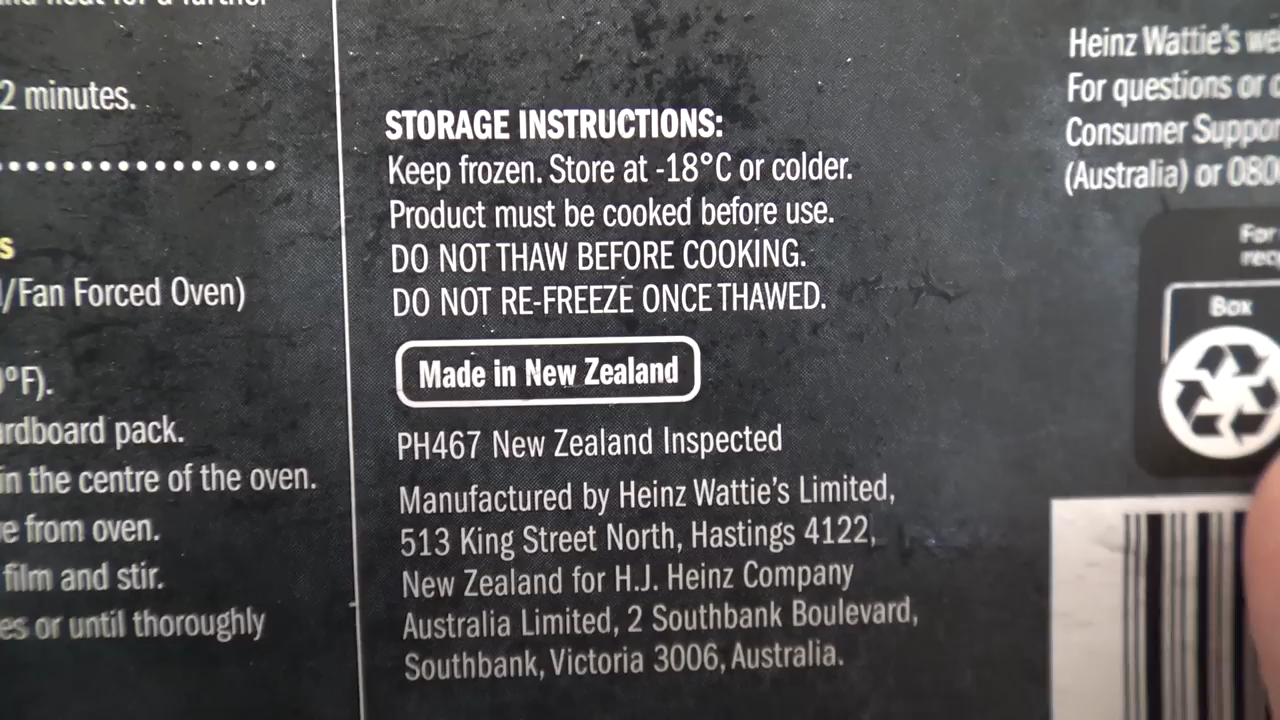 2 minutes.
s
/Fan Forced Oven)
°F).
ardboard pack.
in the centre of the oven.
e from oven.
film and stir.
es or until thoroughly
STORAGE INSTRUCTIONS:
Keep frozen. Store at -18°C or colder.
Product must be cooked before use.
DO NOT THAW BEFORE COOKING.
DO NOT RE-FREEZE ONCE THAWED.
Made in New Zealand
PH467 New Zealand Inspected
Manufactured by Heinz Wattie's Limited,
513 King Street North, Hastings 4122,
New Zealand for H.J. Heinz Company
Australia Limited, 2 Southbank Boulevard,
Southbank, Victoria 3006, Australia.
Heinz Wattie's we
For questions or
Consumer Suppor
(Australia) or 080
For
rec
Box